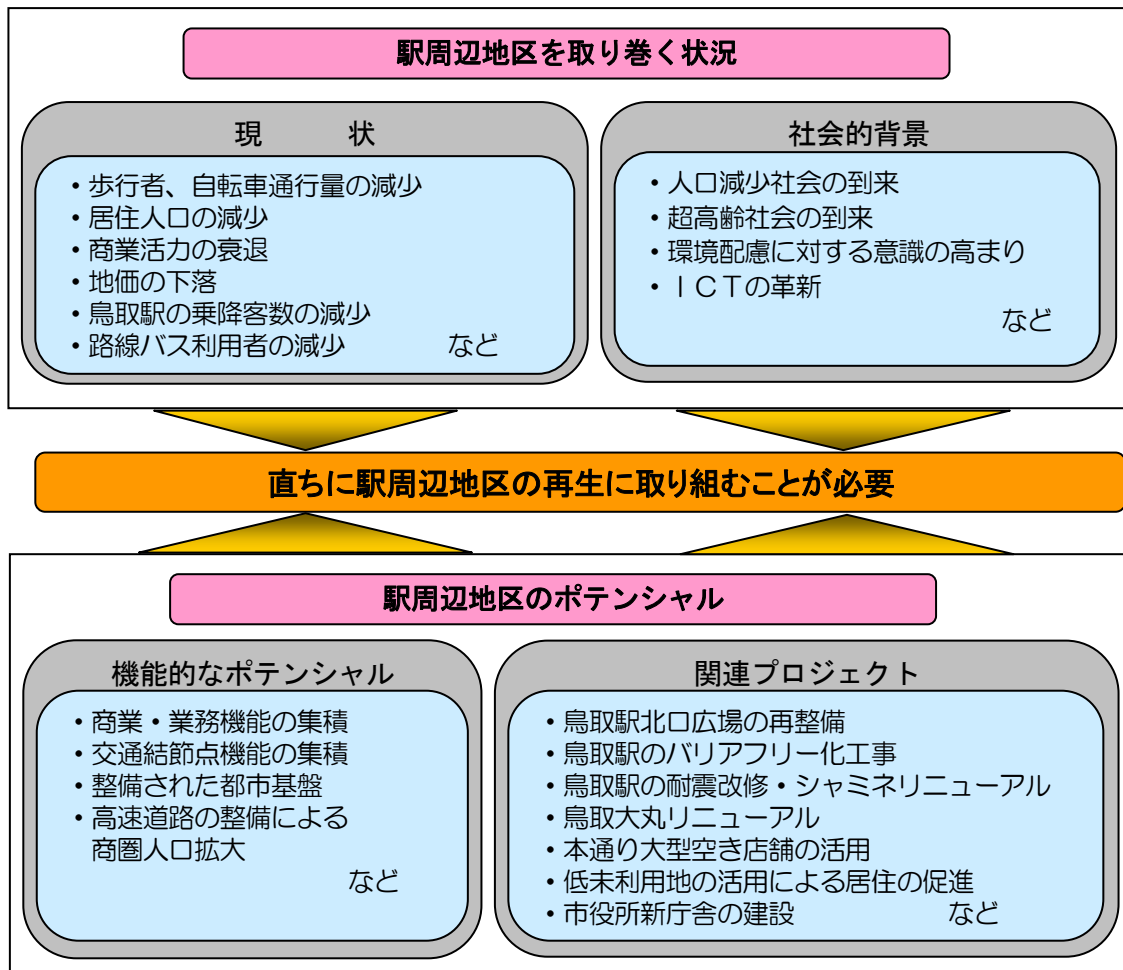 駅周辺地区を取り巻く状況
現　　　状
・歩行者、自転車通行量の減少
・居住人口の減少
・商業活力の衰退
・地価の下落
・鳥取駅の乗降客数の減少
・路線バス利用者の減少　　　　など
社会的背景
・人口減少社会の到来
・超高齢社会の到来
・環境配慮に対する意識の高まり
・ＩＣＴの革新
など
直ちに駅周辺地区の再生に取り組むことが必要
駅周辺地区のポテンシャル
機能的なポテンシャル
・商業・業務機能の集積
・交通結節点機能の集積
・整備された都市基盤
・高速道路の整備による
商圏人口拡大
など
関連プロジェクト
・鳥取駅北口広場の再整備
・鳥取駅のバリアフリー化工事
・鳥取駅の耐震改修・シャミネリニューアル
・鳥取大丸リニューアル
・本通り大型空き店舗の活用
・低未利用地の活用による居住の促進
・市役所新庁舎の建設　　　　　など